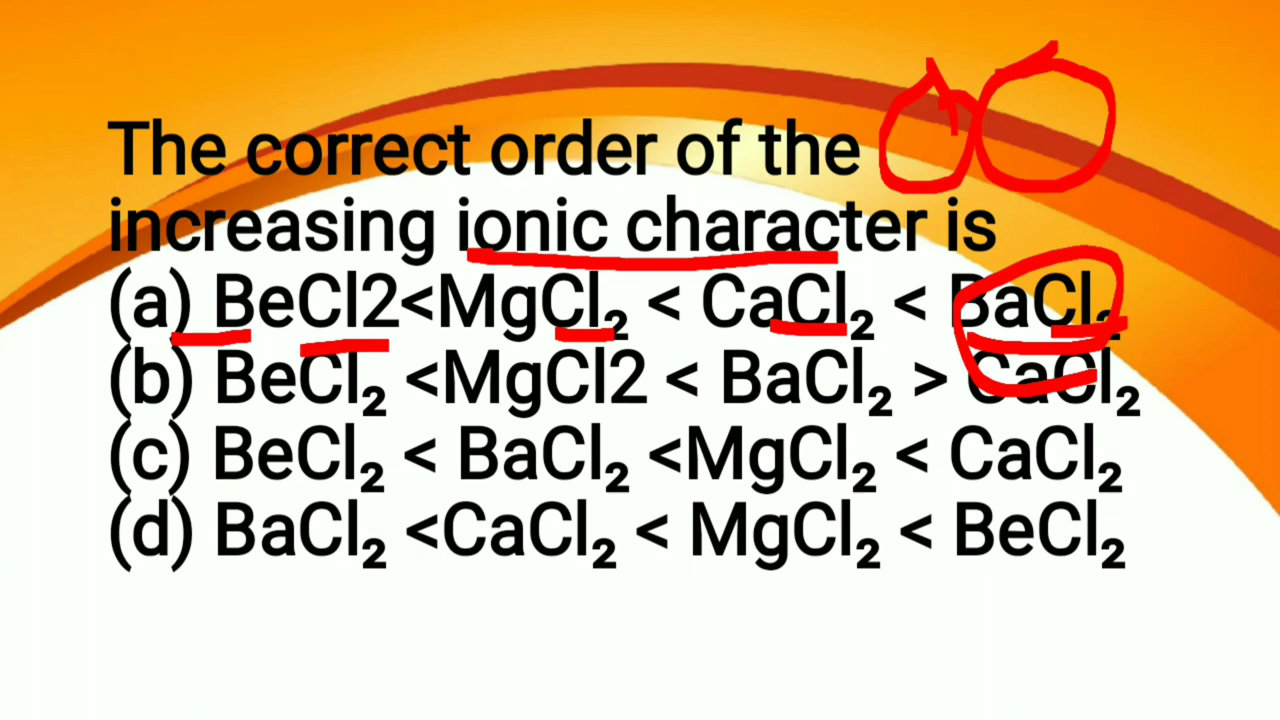 The correct order of the
increasing ionic character is
(a) BeCl2<MgCl₂ < CaCl₂ < BaCl₂
(b) BeCl₂ <MgCl2 < BaCl₂ > CaCl₂
(c) BeCl₂ < BaCl₂ <MgCl₂ < CaCl₂
(d) BaCl₂ <CaCl₂ < MgCl₂ < BeCl₂